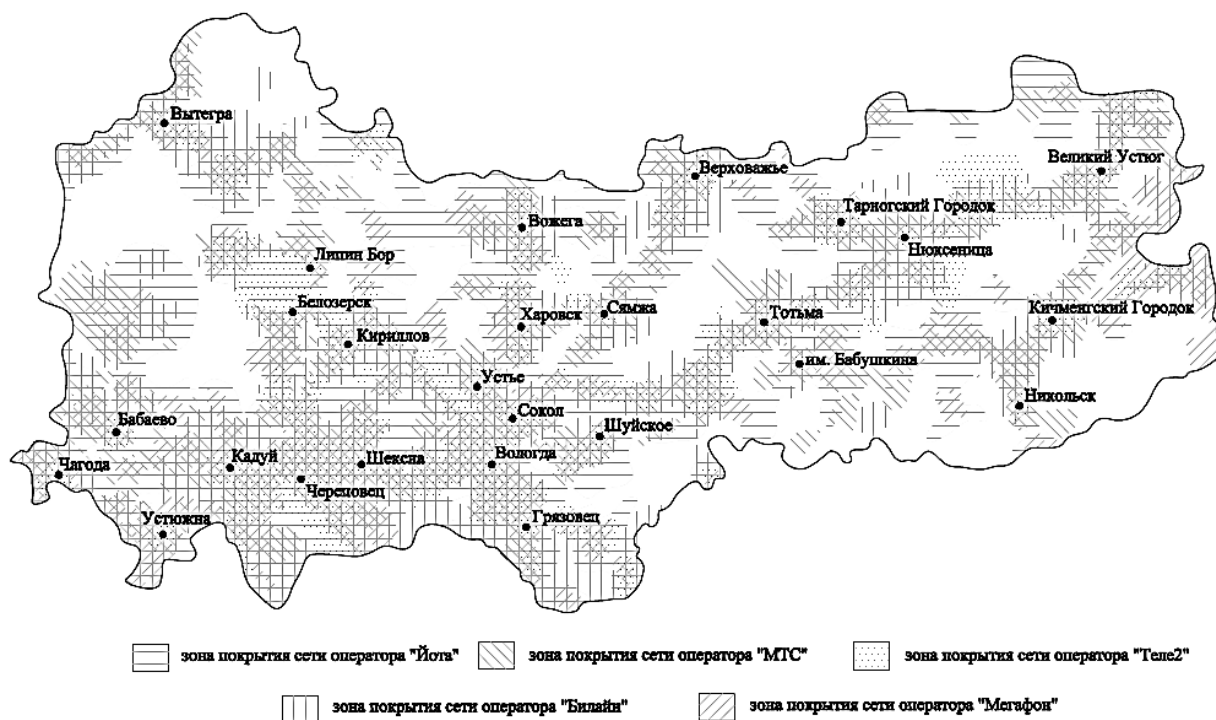 Вытегра
Великий Устюг
Верховажье
Тарногский Городок
Вожега
Нюксеница
Липин Бор
Белозерск
Харовск
Сямжа
Тотьма
Кичменгский Городок
Кириллов
им. Бабушкина
Устье
Никольск
Сокол
Бабаево
Шуйское
Чагода
Кадуй
Шексна
Вологда
Череповец
Устюжна
Грязовец
зона покрытия сети оператора "Йота"
зона покрытия сети оператора "МТС"
зона покрытия сети оператора "Теле2"
зона покрытия сети оператора "Билайн"
зона покрытия сети оператора "Мегафон"